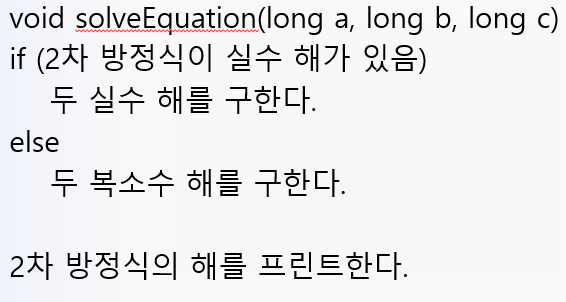 void solveEquation(long a, long b, long c)
if (2차 방정식이 실수 해가 있음)
두 실수 해를 구한다.
else
두 복소수 해를 구한다.
2차 방정식의 해를 프린트한다.